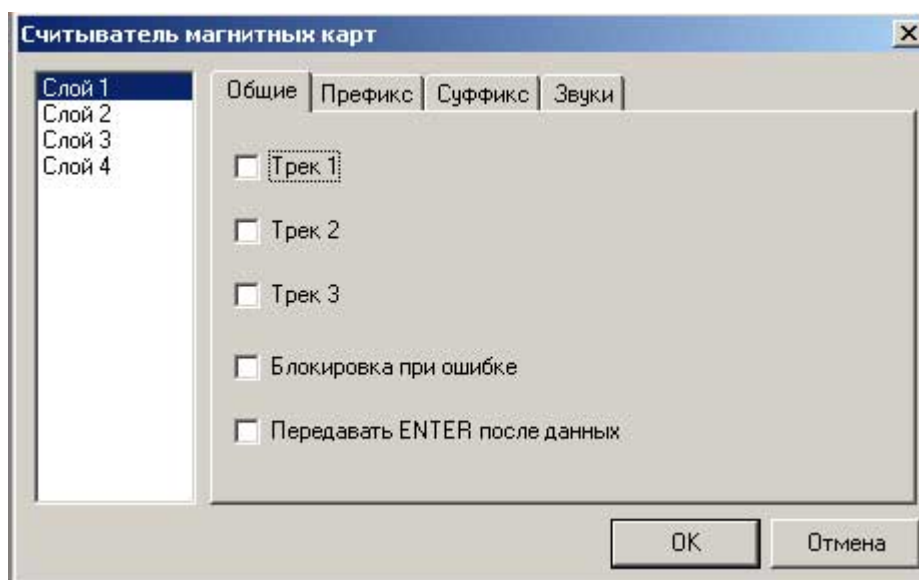 Считыватель магнитных карт
Слой 1
Слой 2
Слой 3
Слой 4
Общие Префикс Суффикс Звуки
Трек 1
Трек 2
Трек 3
Блокировка при ошибке
Передавать ENTER после данных
OK Отмена